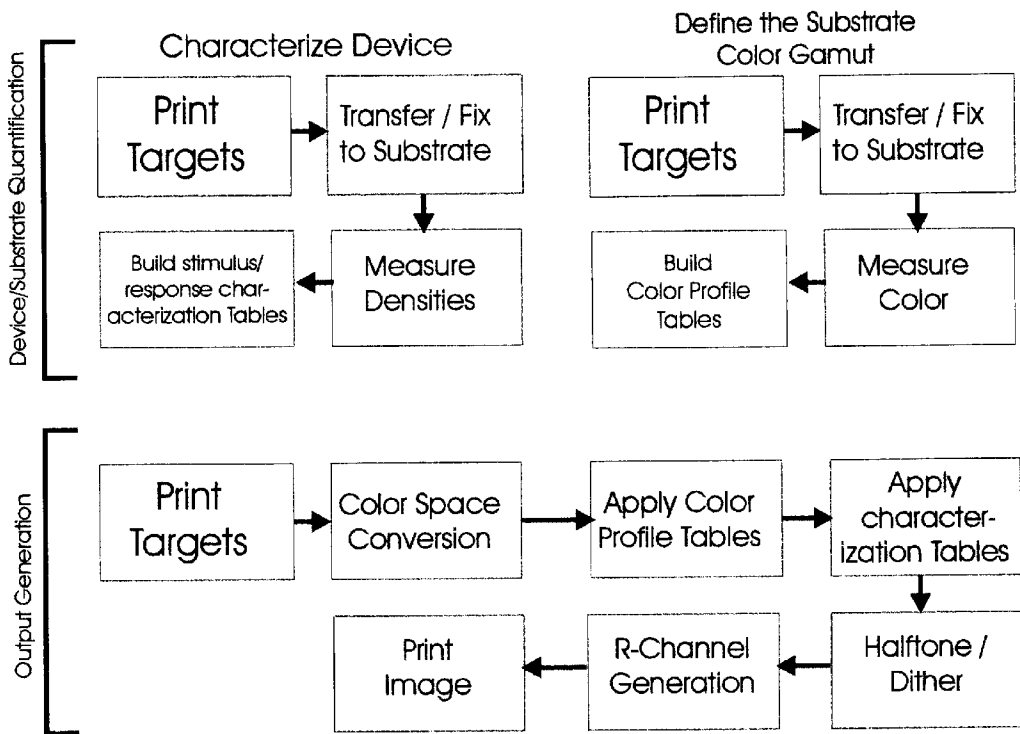 Device/Substrate Quantification
Characterize Device
Print
Targets
Transfer / Fix
to Substrate
Build stimulus/
response char-
acterization Tables
Measure
Densities
Define the Substrate
Color Gamut
Print
Targets
Transfer / Fix
to Substrate
Build
Color Profile
Tables
Measure
Color
Output Generation
Print
Targets
Color Space
Conversion
Apply Color
Profile Tables
Apply
character-
ization Tables
Print
Image
R-Channel
Generation
Halftone /
Dither